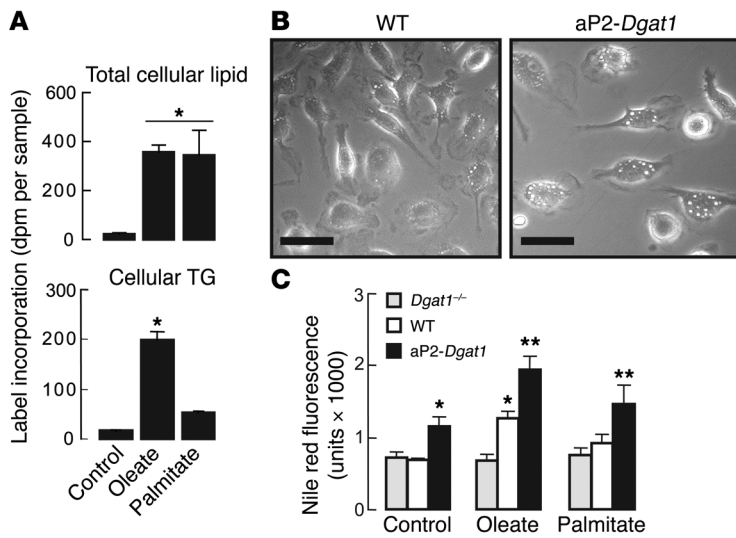 A
Total cellular lipid
Label incorporation (dpm per sample)
600
400
200
0
*
Cellular TG
300
200
100
0
*
Control
Oleate
Palmitate
B
WT
aP2-Dgat1
C
Nile red fluorescence
(units × 1000)
3
2
1
0
Dgat1–/–
WT
aP2-Dgat1
*
*
**
**
Control
Oleate
Palmitate